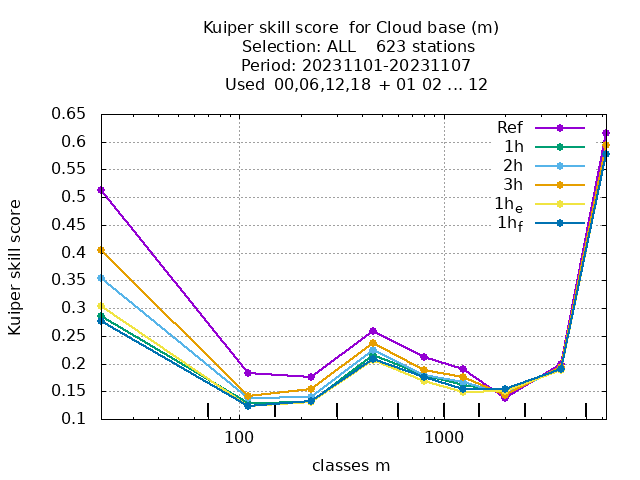 Kuiper skill score  for Cloud base (m)
Selection: ALL    623 stations
Period: 20231101-20231107
Used  00,06,12,18 + 01 02 ... 12
0.65
0.6
0.55
0.5
0.45
0.4
0.35
0.3
0.25
0.2
0.15
0.1
Kuiper skill score
Ref
1h
2h
3h
1he
1hf
100
1000
classes m